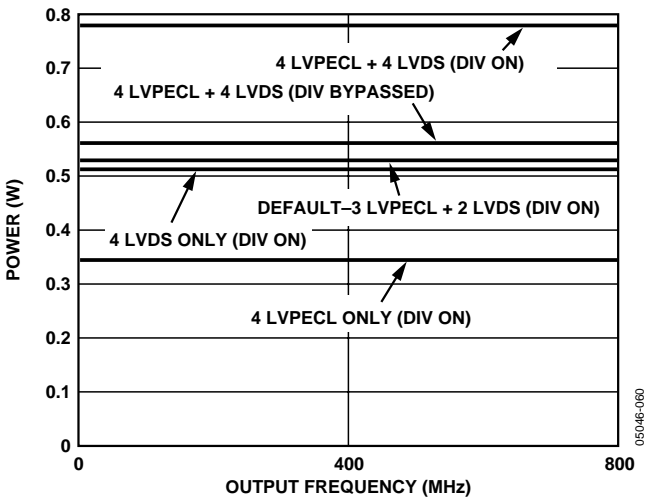 0.8
0.7
0.6
0.5
0.4
0.3
0.2
0.1
0
POWER (W)
4 LVPECL + 4 LVDS (DIV ON)
4 LVPECL + 4 LVDS (DIV BYPASSED)
DEFAULT–3 LVPECL + 2 LVDS (DIV ON)
4 LVDS ONLY (DIV ON)
4 LVPECL ONLY (DIV ON)
0 400 800
OUTPUT FREQUENCY (MHz)
05046-060